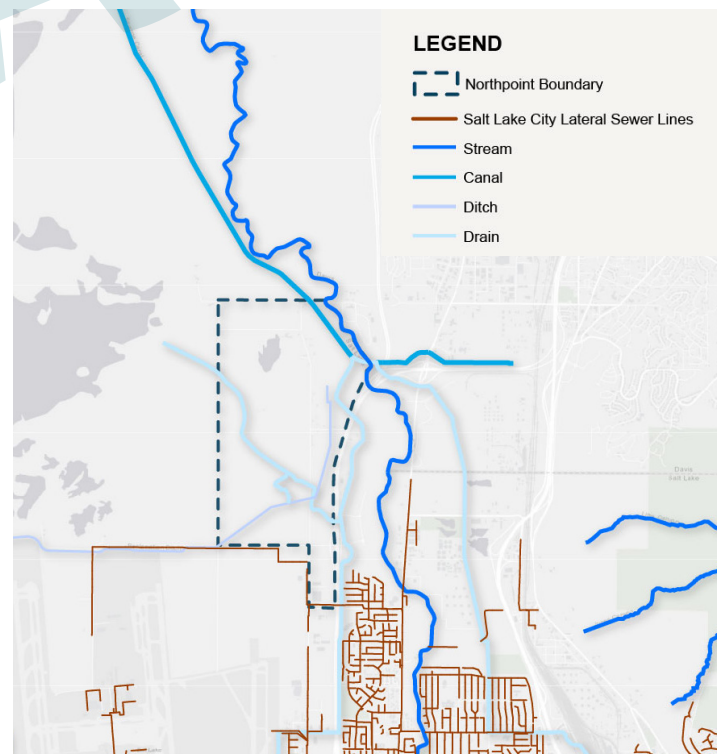 LEGEND
Northpoint Boundary
Salt Lake City Lateral Sewer Lines
Stream
Canal
Ditch
Drain
Davis
Salt Lake